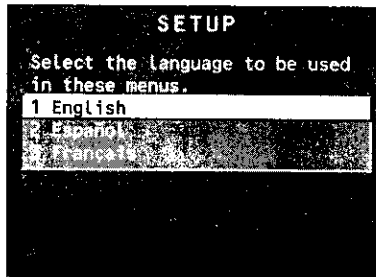 SETUP
Select the language to be used
in these menus.
1 English
2 Español
3 Français